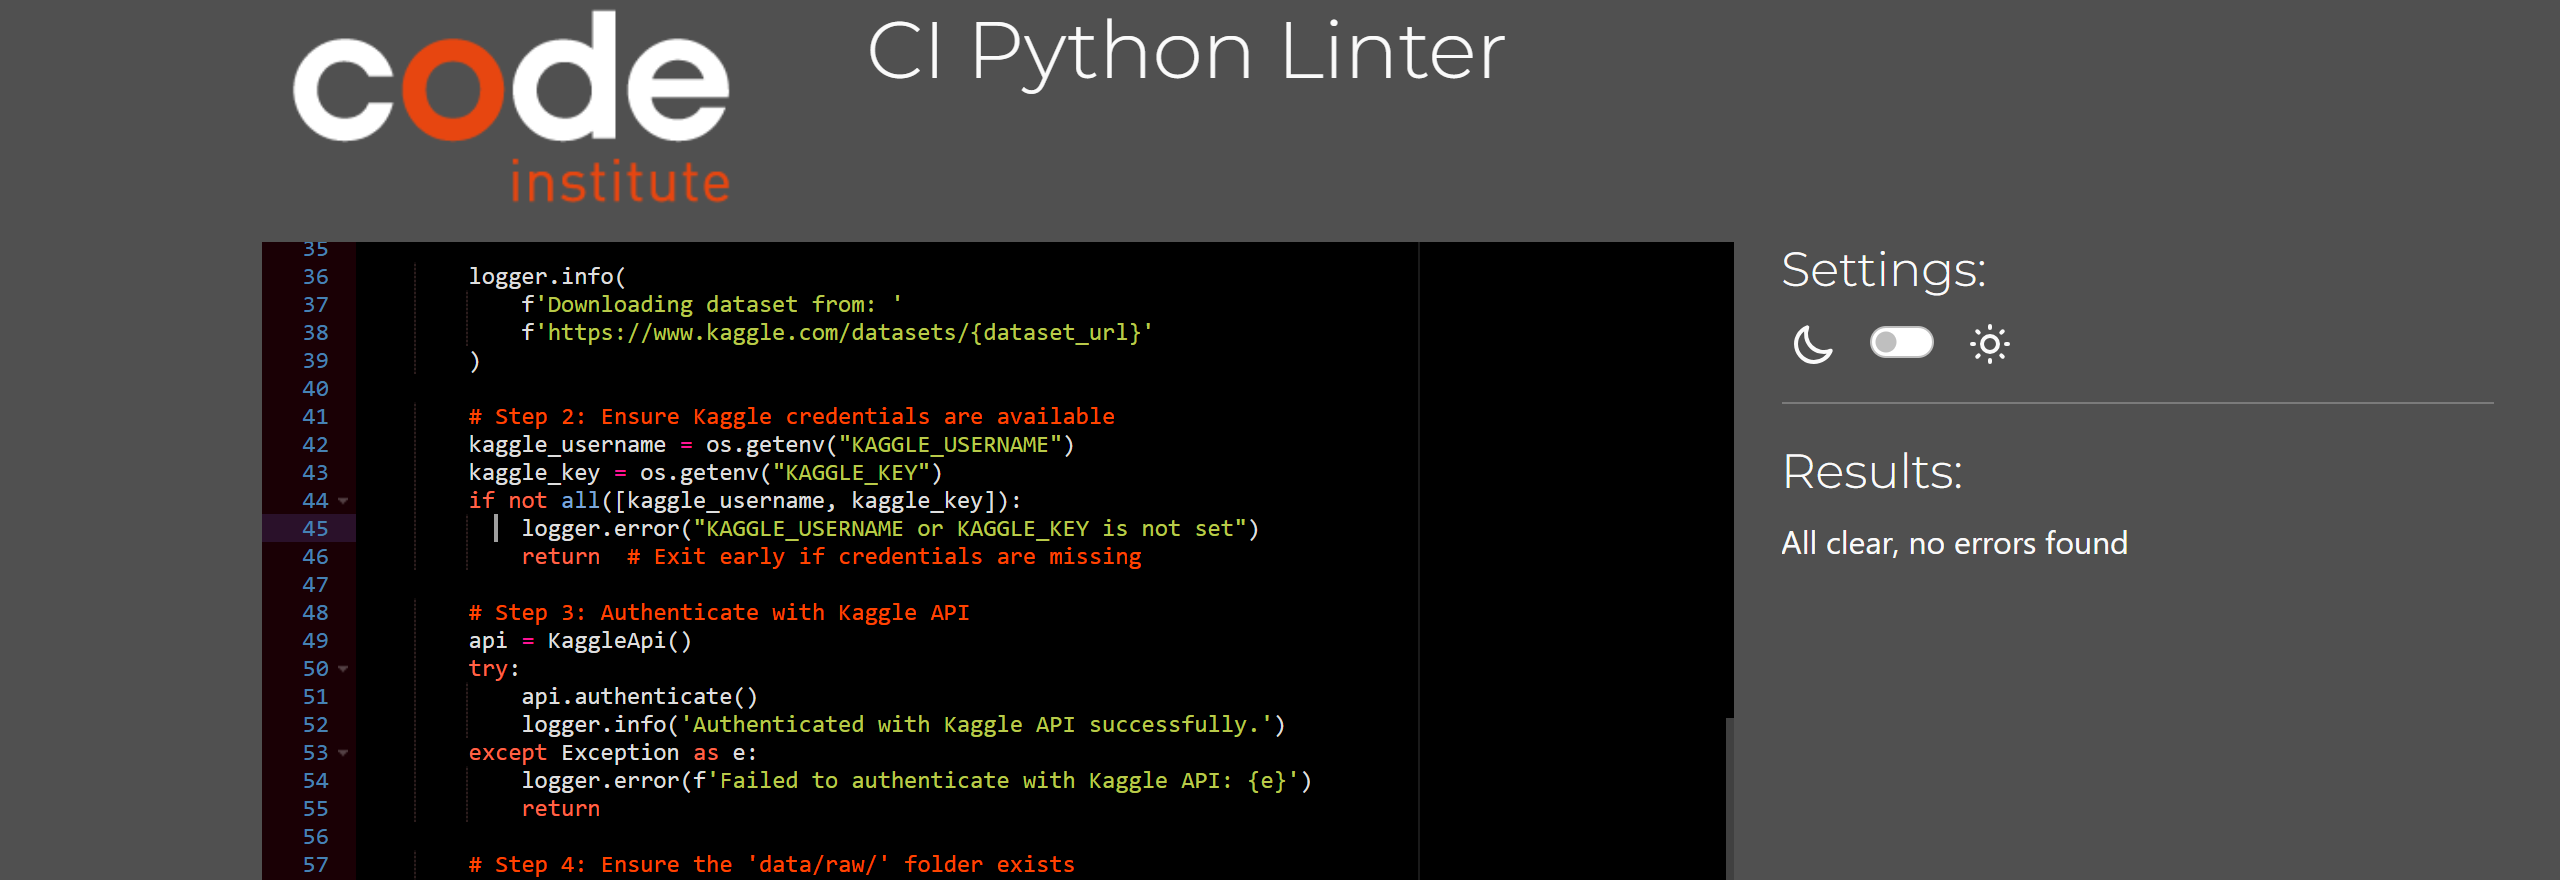 code
institute
CI Python Linter
35
36 logger.info(
37 f'Downloading dataset from: '
38 f'https://www.kaggle.com/datasets/{dataset_url}'
39 )
40
41 # Step 2: Ensure Kaggle credentials are available
42 kaggle_username = os.getenv("KAGGLE_USERNAME")
43 kaggle_key = os.getenv("KAGGLE_KEY")
44 if not all([kaggle_username, kaggle_key]):
45 logger.error("KAGGLE_USERNAME or KAGGLE_KEY is not set")
46 return  # Exit early if credentials are missing
47
48 # Step 3: Authenticate with Kaggle API
49 api = KaggleApi()
50 try:
51 api.authenticate()
52 logger.info('Authenticated with Kaggle API successfully.')
53 except Exception as e:
54 logger.error(f'Failed to authenticate with Kaggle API: {e}')
55 return
56
57 # Step 4: Ensure the 'data/raw/' folder exists
Settings:
Results:
All clear, no errors found